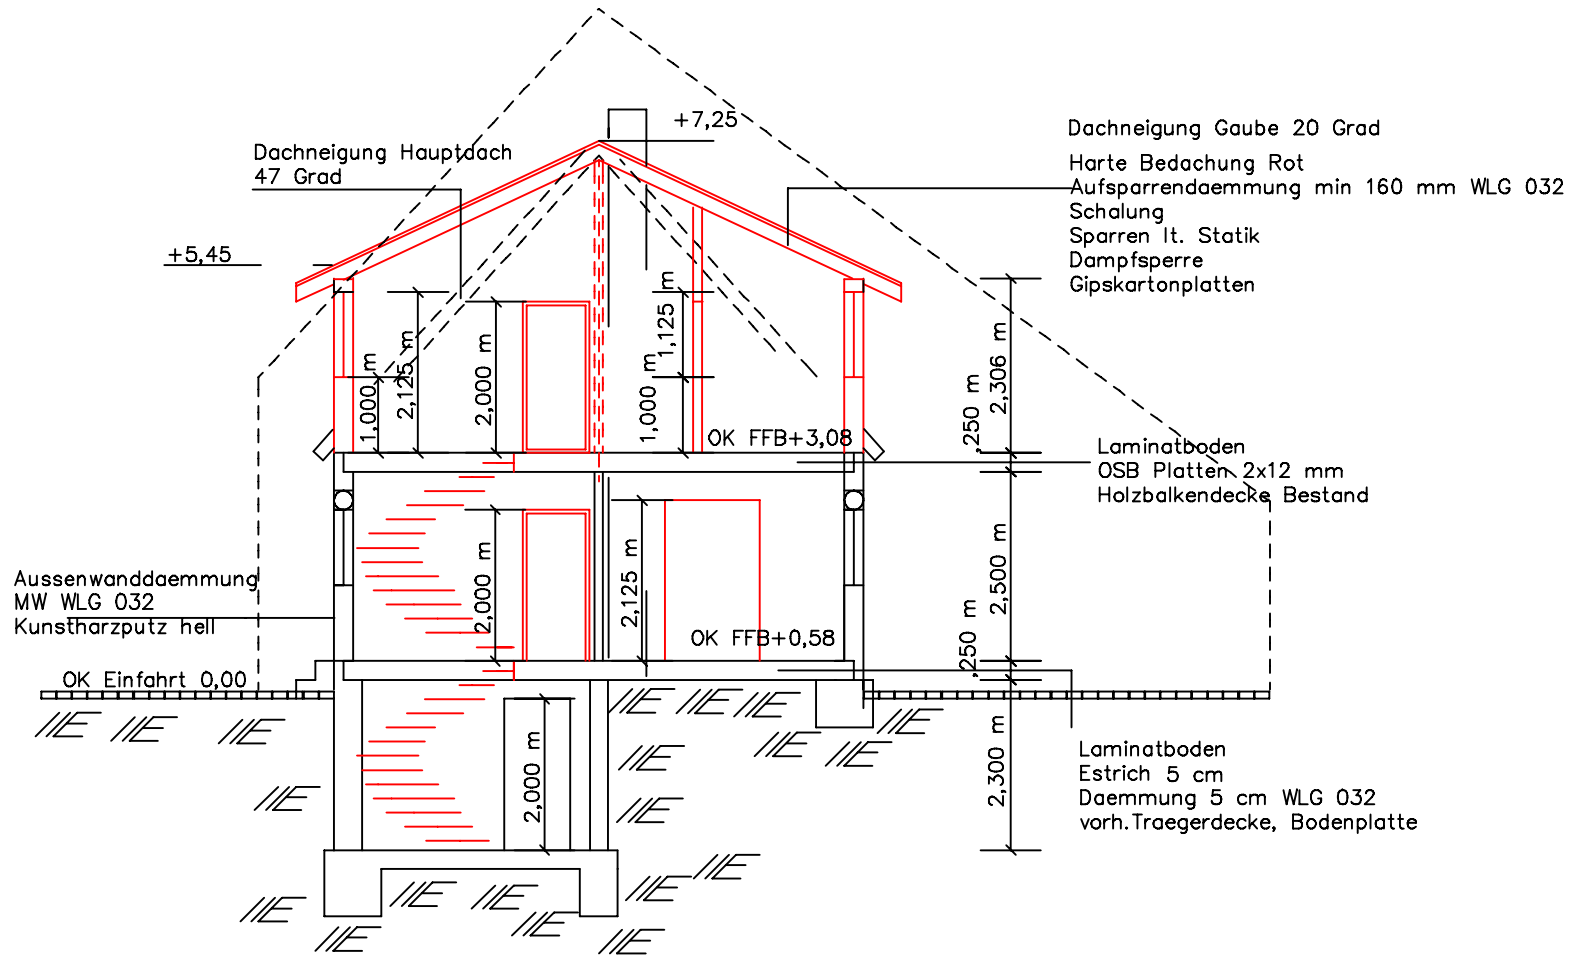 +7,25
Dachneigung Hauptdach
47 Grad
Dachneigung Gaube 20 Grad
Harte Bedachung Rot
Aufsparrendaemmung min 160 mm WLG 032
Schalung
Sparren lt. Statik
Dampfsperre
Gipskartonplatten
+5,45
1,000 m
2,125 m
2,000 m
1,125 m
1,000 m
OK FFB+3,08
,250 m
2,306 m
Laminatboden
OSB Platten 2x12 mm
Holzbalkendecke Bestand
Aussenwanddaemmung
MW WLG 032
Kunstharzputz hell
2,000 m
2,125 m
OK FFB+0,58
,250 m
2,500 m
OK Einfahrt 0,00
2,000 m
2,300 m
Laminatboden
Estrich 5 cm
Daemmung 5 cm WLG 032
vorh.Traegerdecke, Bodenplatte